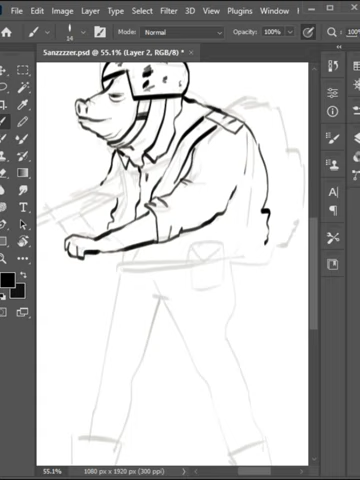 File Edit Image Layer Type Select Filter 3D View Plugins Window
14 Mode: Normal Opacity: 100% 100%
Sanzzzzer.psd @ 55.1% (Layer 2, RGB/8) *
55.1% 1080 px x 1920 px (300 ppi)